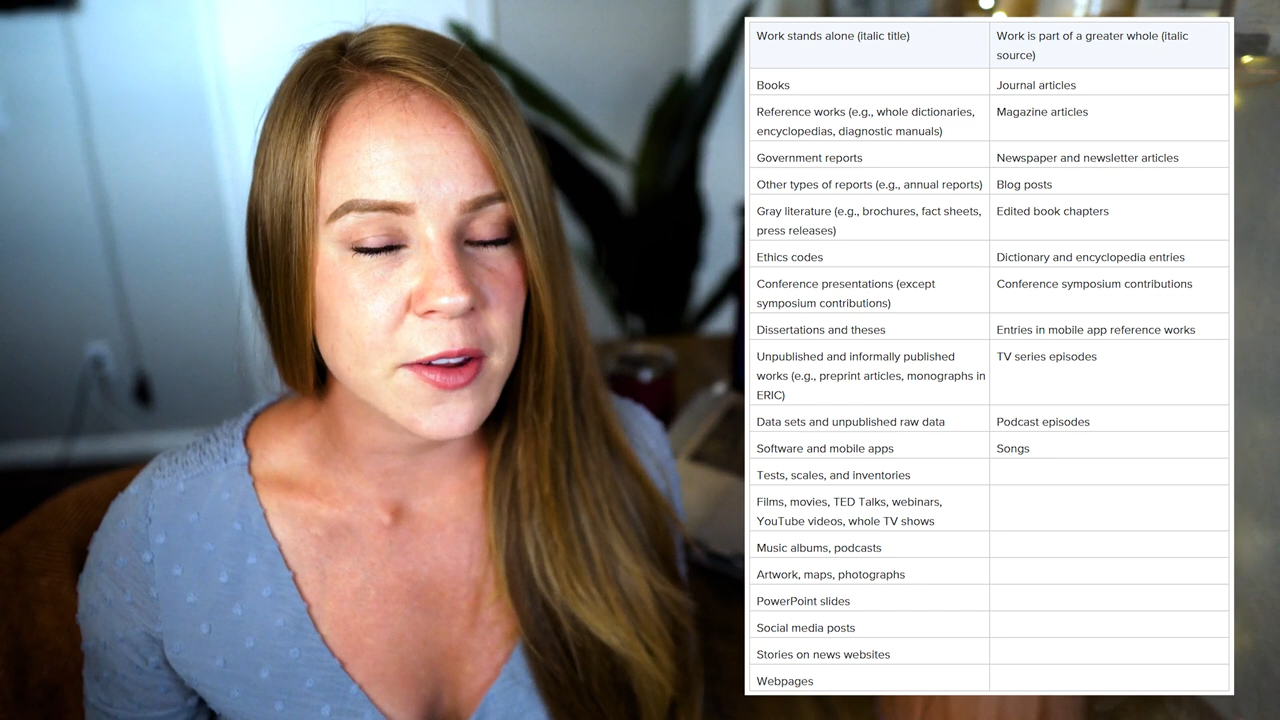 Work stands alone (italic title)
Work is part of a greater whole (italic
source)
Books
Journal articles
Reference works (e.g., whole dictionaries,
encyclopedias, diagnostic manuals)
Magazine articles
Government reports
Newspaper and newsletter articles
Other types of reports (e.g., annual reports)
Blog posts
Gray literature (e.g., brochures, fact sheets,
press releases)
Edited book chapters
Ethics codes
Dictionary and encyclopedia entries
Conference presentations (except
symposium contributions)
Conference symposium contributions
Dissertations and theses
Entries in mobile app reference works
Unpublished and informally published
works (e.g., preprint articles, monographs in
ERIC)
TV series episodes
Data sets and unpublished raw data
Podcast episodes
Software and mobile apps
Songs
Tests, scales, and inventories
Films, movies, TED Talks, webinars,
YouTube videos, whole TV shows
Music albums, podcasts
Artwork, maps, photographs
PowerPoint slides
Social media posts
Stories on news websites
Webpages